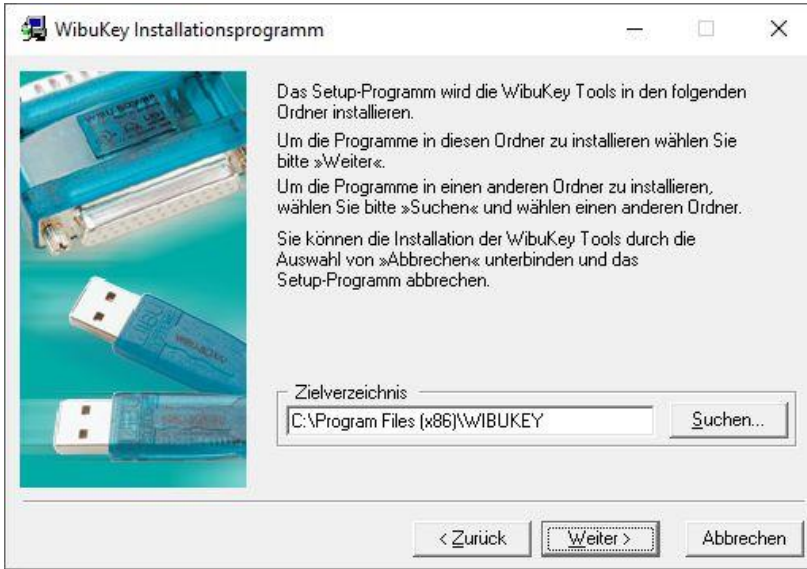 WibuKey Installationsprogramm
Das Setup-Programm wird die WibuKey Tools in den folgenden
Ordner installieren.
Um die Programme in diesen Ordner zu installieren wählen Sie
bitte »Weiter«.
Um die Programme in einen anderen Ordner zu installieren,
wählen Sie bitte »Suchen« und wählen einen anderen Ordner.
Sie können die Installation der WibuKey Tools durch die
Auswahl von »Abbrechen« unterbinden und das
Setup-Programm abbrechen.
Zielverzeichnis
C:\Program Files (x86)\WIBUKEY
Suchen...
< Zurück
Weiter >
Abbrechen